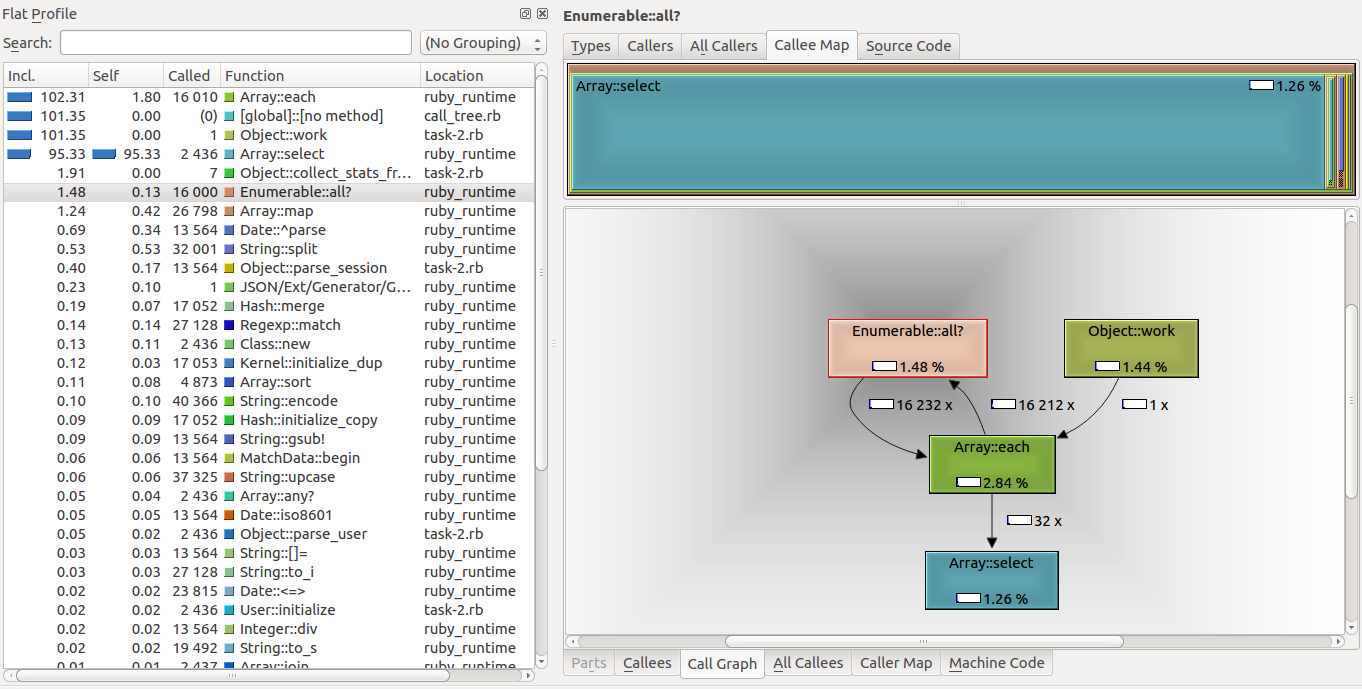 Flat Profile
Search: (No Grouping)
Incl. Self Called Function Location
102.31 1.80 16 010 Array::each ruby_runtime
101.35 0.00 (0) [global]::[no method] call_tree.rb
101.35 0.00 1 Object::work task-2.rb
95.33 95.33 2 436 Array::select ruby_runtime
1.91 0.00 7 Object::collect_stats_fr... task-2.rb
1.48 0.13 16 000 Enumerable::all? ruby_runtime
1.24 0.42 26 798 Array::map ruby_runtime
0.69 0.34 13 564 Date::^parse ruby_runtime
0.53 0.53 32 001 String::split ruby_runtime
0.40 0.17 13 564 Object::parse_session task-2.rb
0.23 0.10 1 JSON/Ext/Generator/G... ruby_runtime
0.19 0.07 17 052 Hash::merge ruby_runtime
0.14 0.14 27 128 Regexp::match ruby_runtime
0.13 0.11 2 436 Class::new ruby_runtime
0.12 0.03 17 053 Kernel::initialize_dup ruby_runtime
0.11 0.08 4 873 Array::sort ruby_runtime
0.10 0.10 40 366 String::encode ruby_runtime
0.09 0.09 17 052 Hash::initialize_copy ruby_runtime
0.09 0.09 13 564 String::gsub! ruby_runtime
0.06 0.06 13 564 MatchData::begin ruby_runtime
0.06 0.06 37 325 String::upcase ruby_runtime
0.05 0.04 2 436 Array::any? ruby_runtime
0.05 0.05 13 564 Date::iso8601 ruby_runtime
0.05 0.02 2 436 Object::parse_user task-2.rb
0.03 0.03 13 564 String::[]= ruby_runtime
0.03 0.03 27 128 String::to_i ruby_runtime
0.02 0.02 23 815 Date::<=> ruby_runtime
0.02 0.02 2 436 User::initialize task-2.rb
0.02 0.02 13 564 Integer::div ruby_runtime
0.02 0.02 19 492 String::to_s ruby_runtime
0.01 0.01 2 437 Array::join ruby_runtime
Enumerable::all?
Types Callers All Callers Callee Map Source Code
Array::select 1.26 %
Enumerable::all? Object::work
1.48 % 1.44 %
16 232 x 16 212 x 1 x
Array::each
2.84 %
32 x
Array::select
1.26 %
Parts Callees Call Graph All Callees Caller Map Machine Code